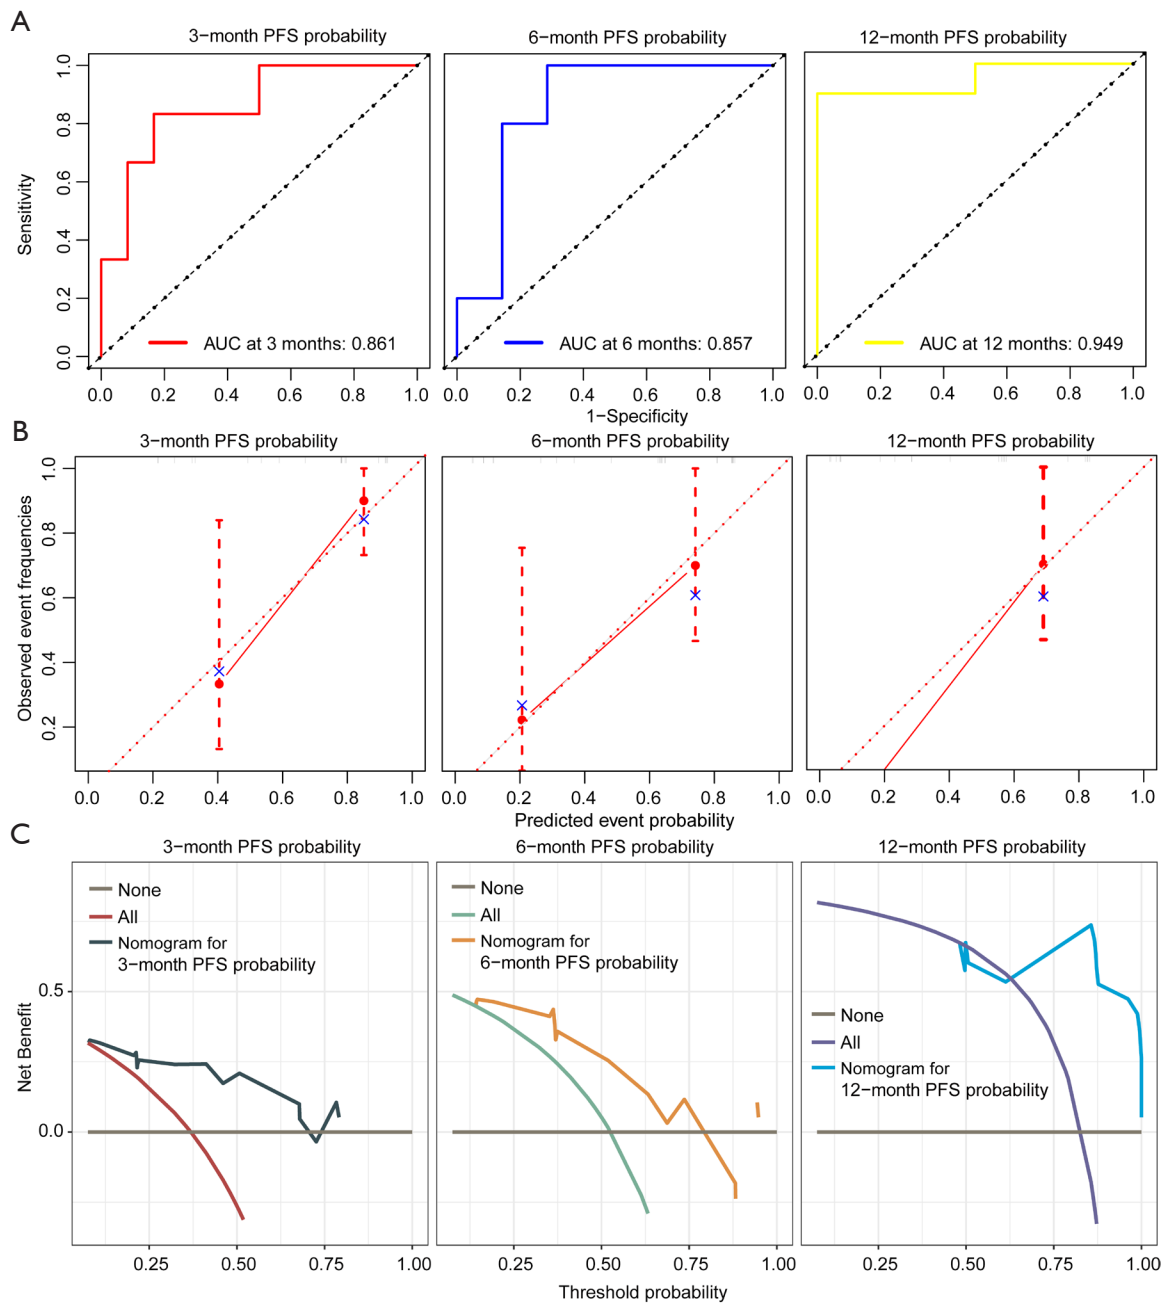 A
3−month PFS probability
6−month PFS probability
12−month PFS probability
Sensitivity
1.0
0.8
0.6
0.4
0.2
0.0
AUC at 3 months: 0.861
AUC at 6 months: 0.857
AUC at 12 months: 0.949
0.0 0.2 0.4 0.6 0.8 1.0
0.0 0.2 0.4 0.6 0.8 1.0
0.0 0.2 0.4 0.6 0.8 1.0
1−Specificity
B
3−month PFS probability
6−month PFS probability
12−month PFS probability
Observed event frequencies
1.0
0.8
0.6
0.4
0.2
0.0 0.2 0.4 0.6 0.8 1.0
0.0 0.2 0.4 0.6 0.8 1.0
0.0 0.2 0.4 0.6 0.8 1.0
Predicted event probability
C
3−month PFS probability
6−month PFS probability
12−month PFS probability
Net Benefit
0.5
0.0
None
All
Nomogram for
3−month PFS probability
None
All
Nomogram for
6−month PFS probability
None
All
Nomogram for
12−month PFS probability
0.25 0.50 0.75 1.00
0.25 0.50 0.75 1.00
0.25 0.50 0.75 1.00
Threshold probability